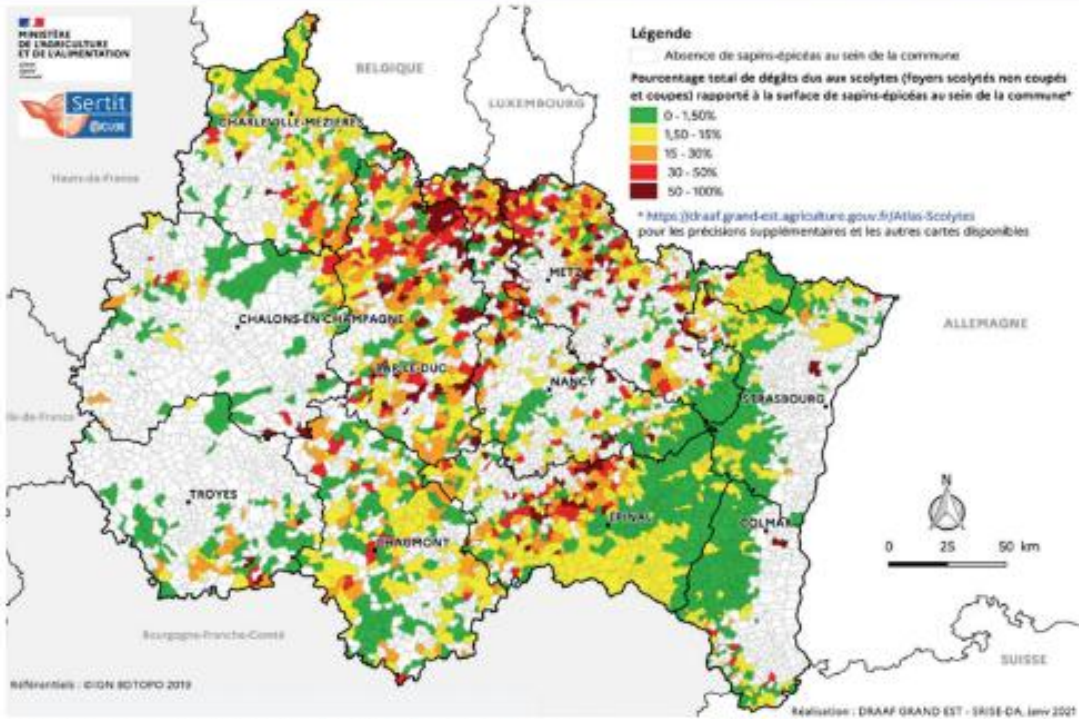 MINISTÈRE
DE L'AGRICULTURE
ET DE L'ALIMENTATION
Sertit
Légende
Absence de sapins-épicéas au sein de la commune
Pourcentage total de dégâts dus aux scolytes (foyers scolytés non coupés
et coupes) rapporté à la surface de sapins-épicéas au sein de la commune*
0 - 1,50%
1,50 - 15%
15 - 30%
30 - 50%
50 - 100%
* https://draaf.grand-est.agriculture.gouv.fr/Atlas-Scolytes
pour les précisions supplémentaires et les autres cartes disponibles
BELGIQUE
LUXEMBOURG
CHARLEVILLE-MÉZIÈRES
Hauts-de-France
METZ
CHALONS-EN-CHAMPAGNE
ALLEMAGNE
BAR-LE-DUC
NANCY
STRASBOURG
Île-de-France
TROYES
EPINAL
COLMAR
CHAUMONT
N
0 25 50 km
Bourgogne-Franche-Comté
SUISSE
Référentiels : ©IGN BDTOPO 2019
Réalisation : DRAAF GRAND EST - SRISE-DA, janv 2021